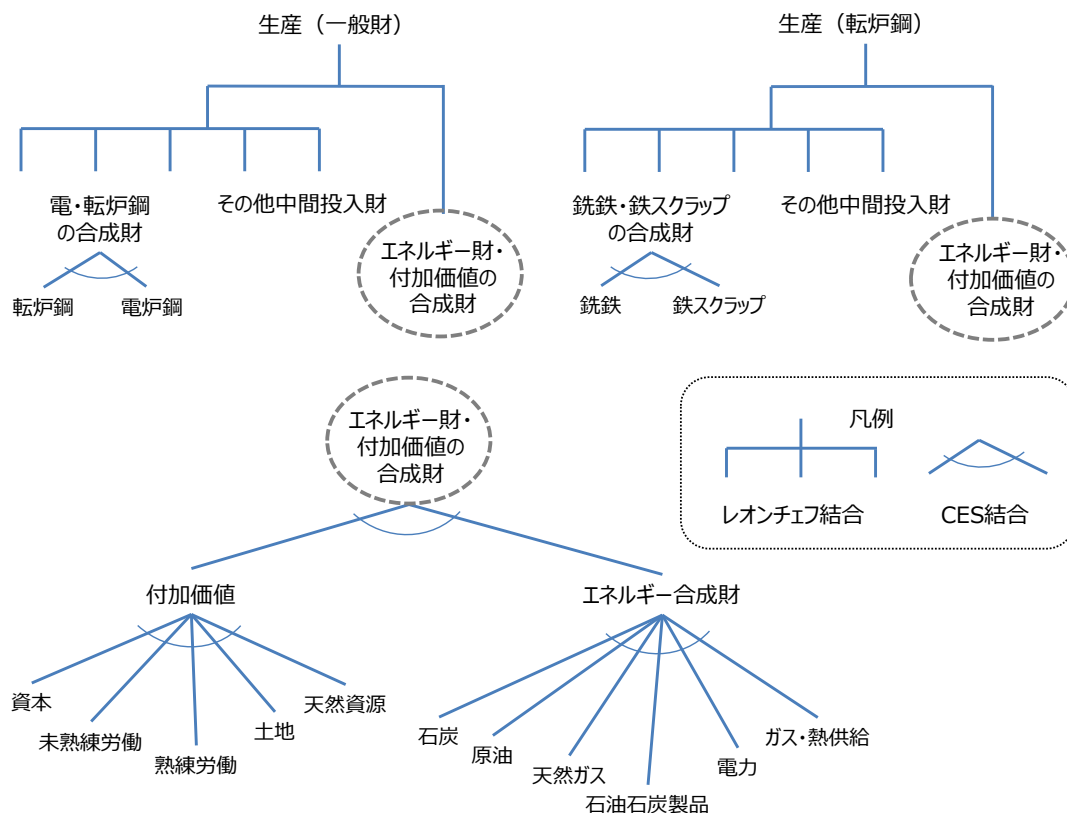 生産（一般財）
生産（転炉鋼）
電・転炉鋼
の合成財
その他中間投入財
エネルギー財・
付加価値の
合成財
転炉鋼
電炉鋼
銑鉄・鉄スクラップ
の合成財
その他中間投入財
エネルギー財・
付加価値の
合成財
銑鉄
鉄スクラップ
エネルギー財・
付加価値の
合成財
凡例
レオンチェフ結合
CES結合
付加価値
エネルギー合成財
資本
未熟練労働
熟練労働
土地
天然資源
石炭
原油
天然ガス
石油石炭製品
電力
ガス・熱供給